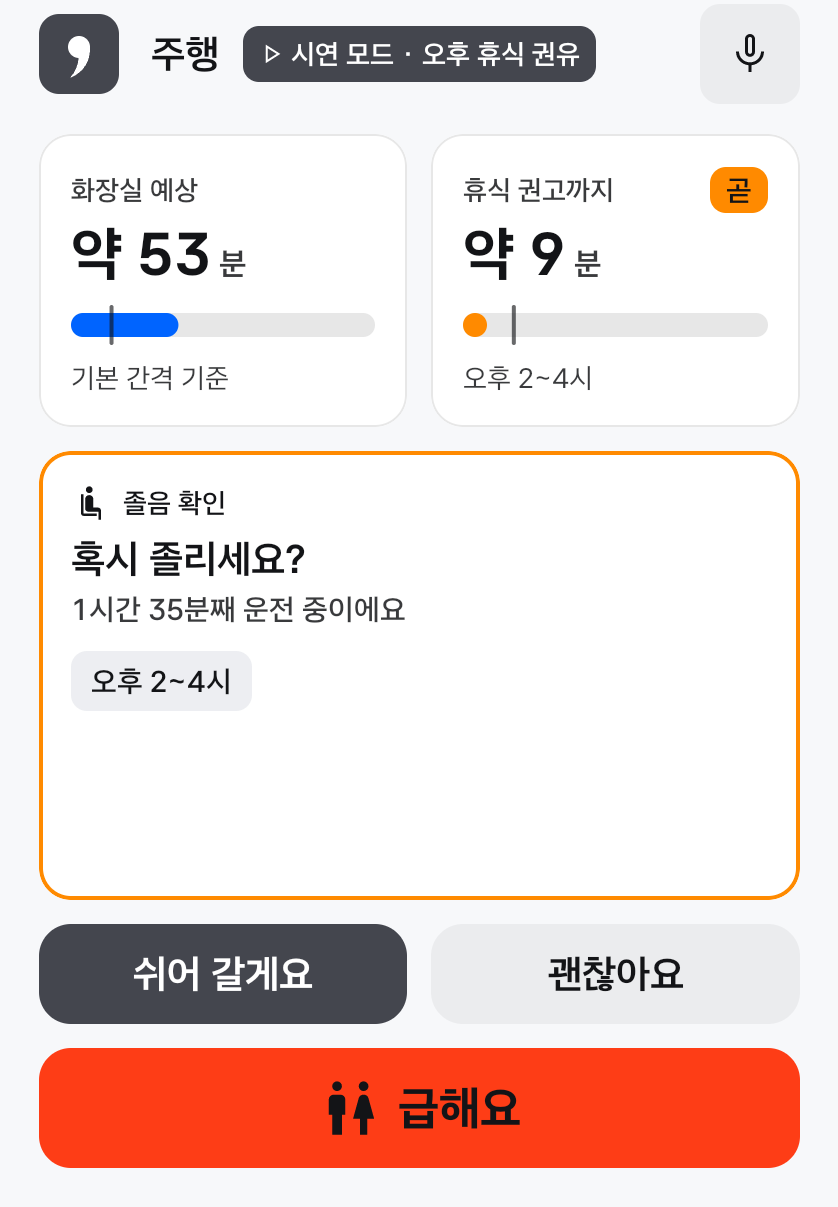 주행
시연 모드 · 오후 휴식 권유
화장실 예상
약 53 분
기본 간격 기준
휴식 권고까지
곧
약 9 분
오후 2~4시
졸음 확인
혹시 졸리세요?
1시간 35분째 운전 중이에요
오후 2~4시
쉬어 갈게요
괜찮아요
급해요